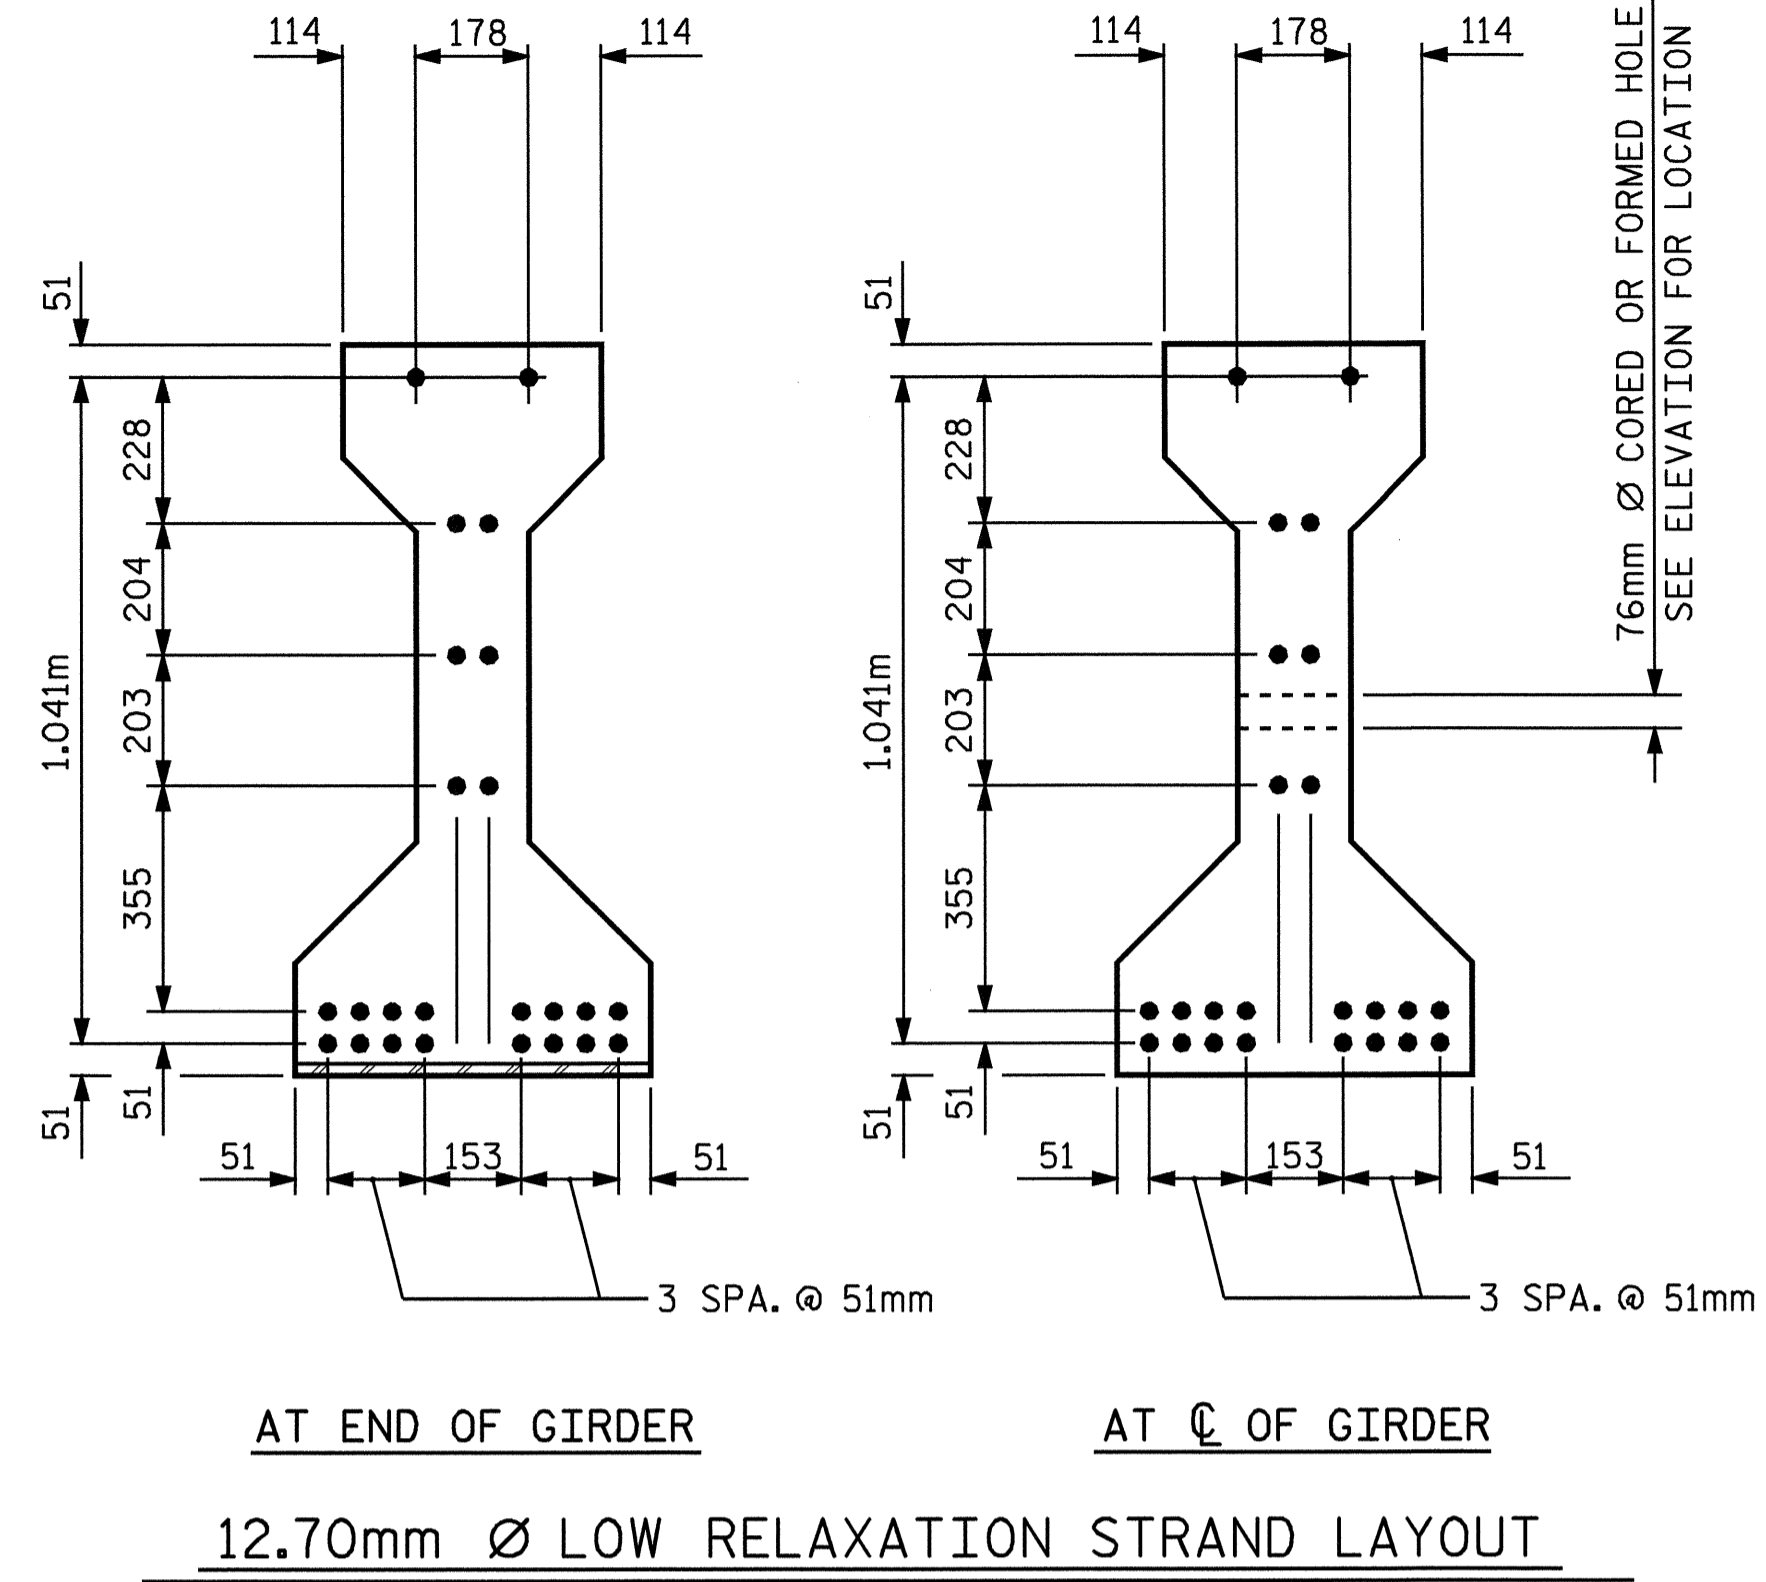 114 178 114
51
228
204
203
355
1.041m
51 51
51 153 51
3 SPA. @ 51mm
AT END OF GIRDER
114 178 114
51
228
204
203
355
1.041m
51 51
51 153 51
3 SPA. @ 51mm
76mm Ø CORED OR FORMED HOLE
SEE ELEVATION FOR LOCATION
AT ℄ OF GIRDER
12.70mm Ø LOW RELAXATION STRAND LAYOUT